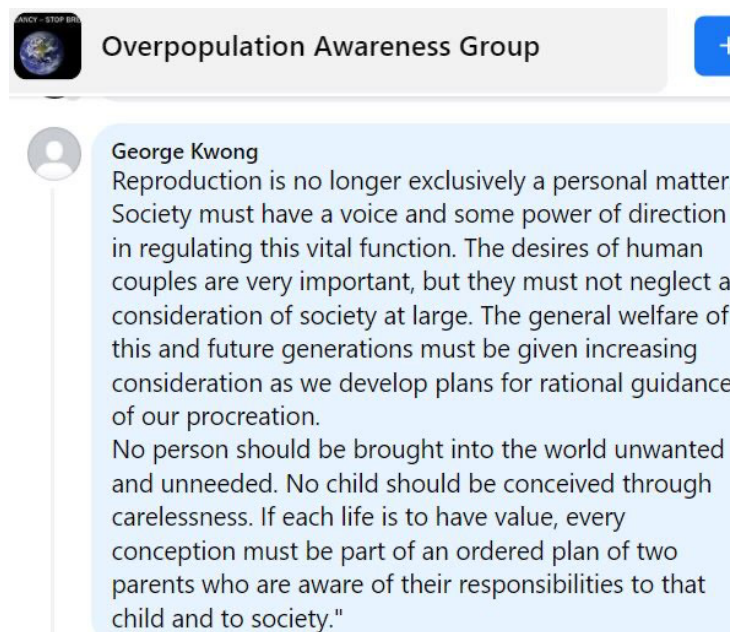 ANCY – STOP BRE
Overpopulation Awareness Group
+
George Kwong
Reproduction is no longer exclusively a personal matter
Society must have a voice and some power of direction
in regulating this vital function. The desires of human
couples are very important, but they must not neglect a
consideration of society at large. The general welfare of
this and future generations must be given increasing
consideration as we develop plans for rational guidance
of our procreation.
No person should be brought into the world unwanted
and unneeded. No child should be conceived through
carelessness. If each life is to have value, every
conception must be part of an ordered plan of two
parents who are aware of their responsibilities to that
child and to society."